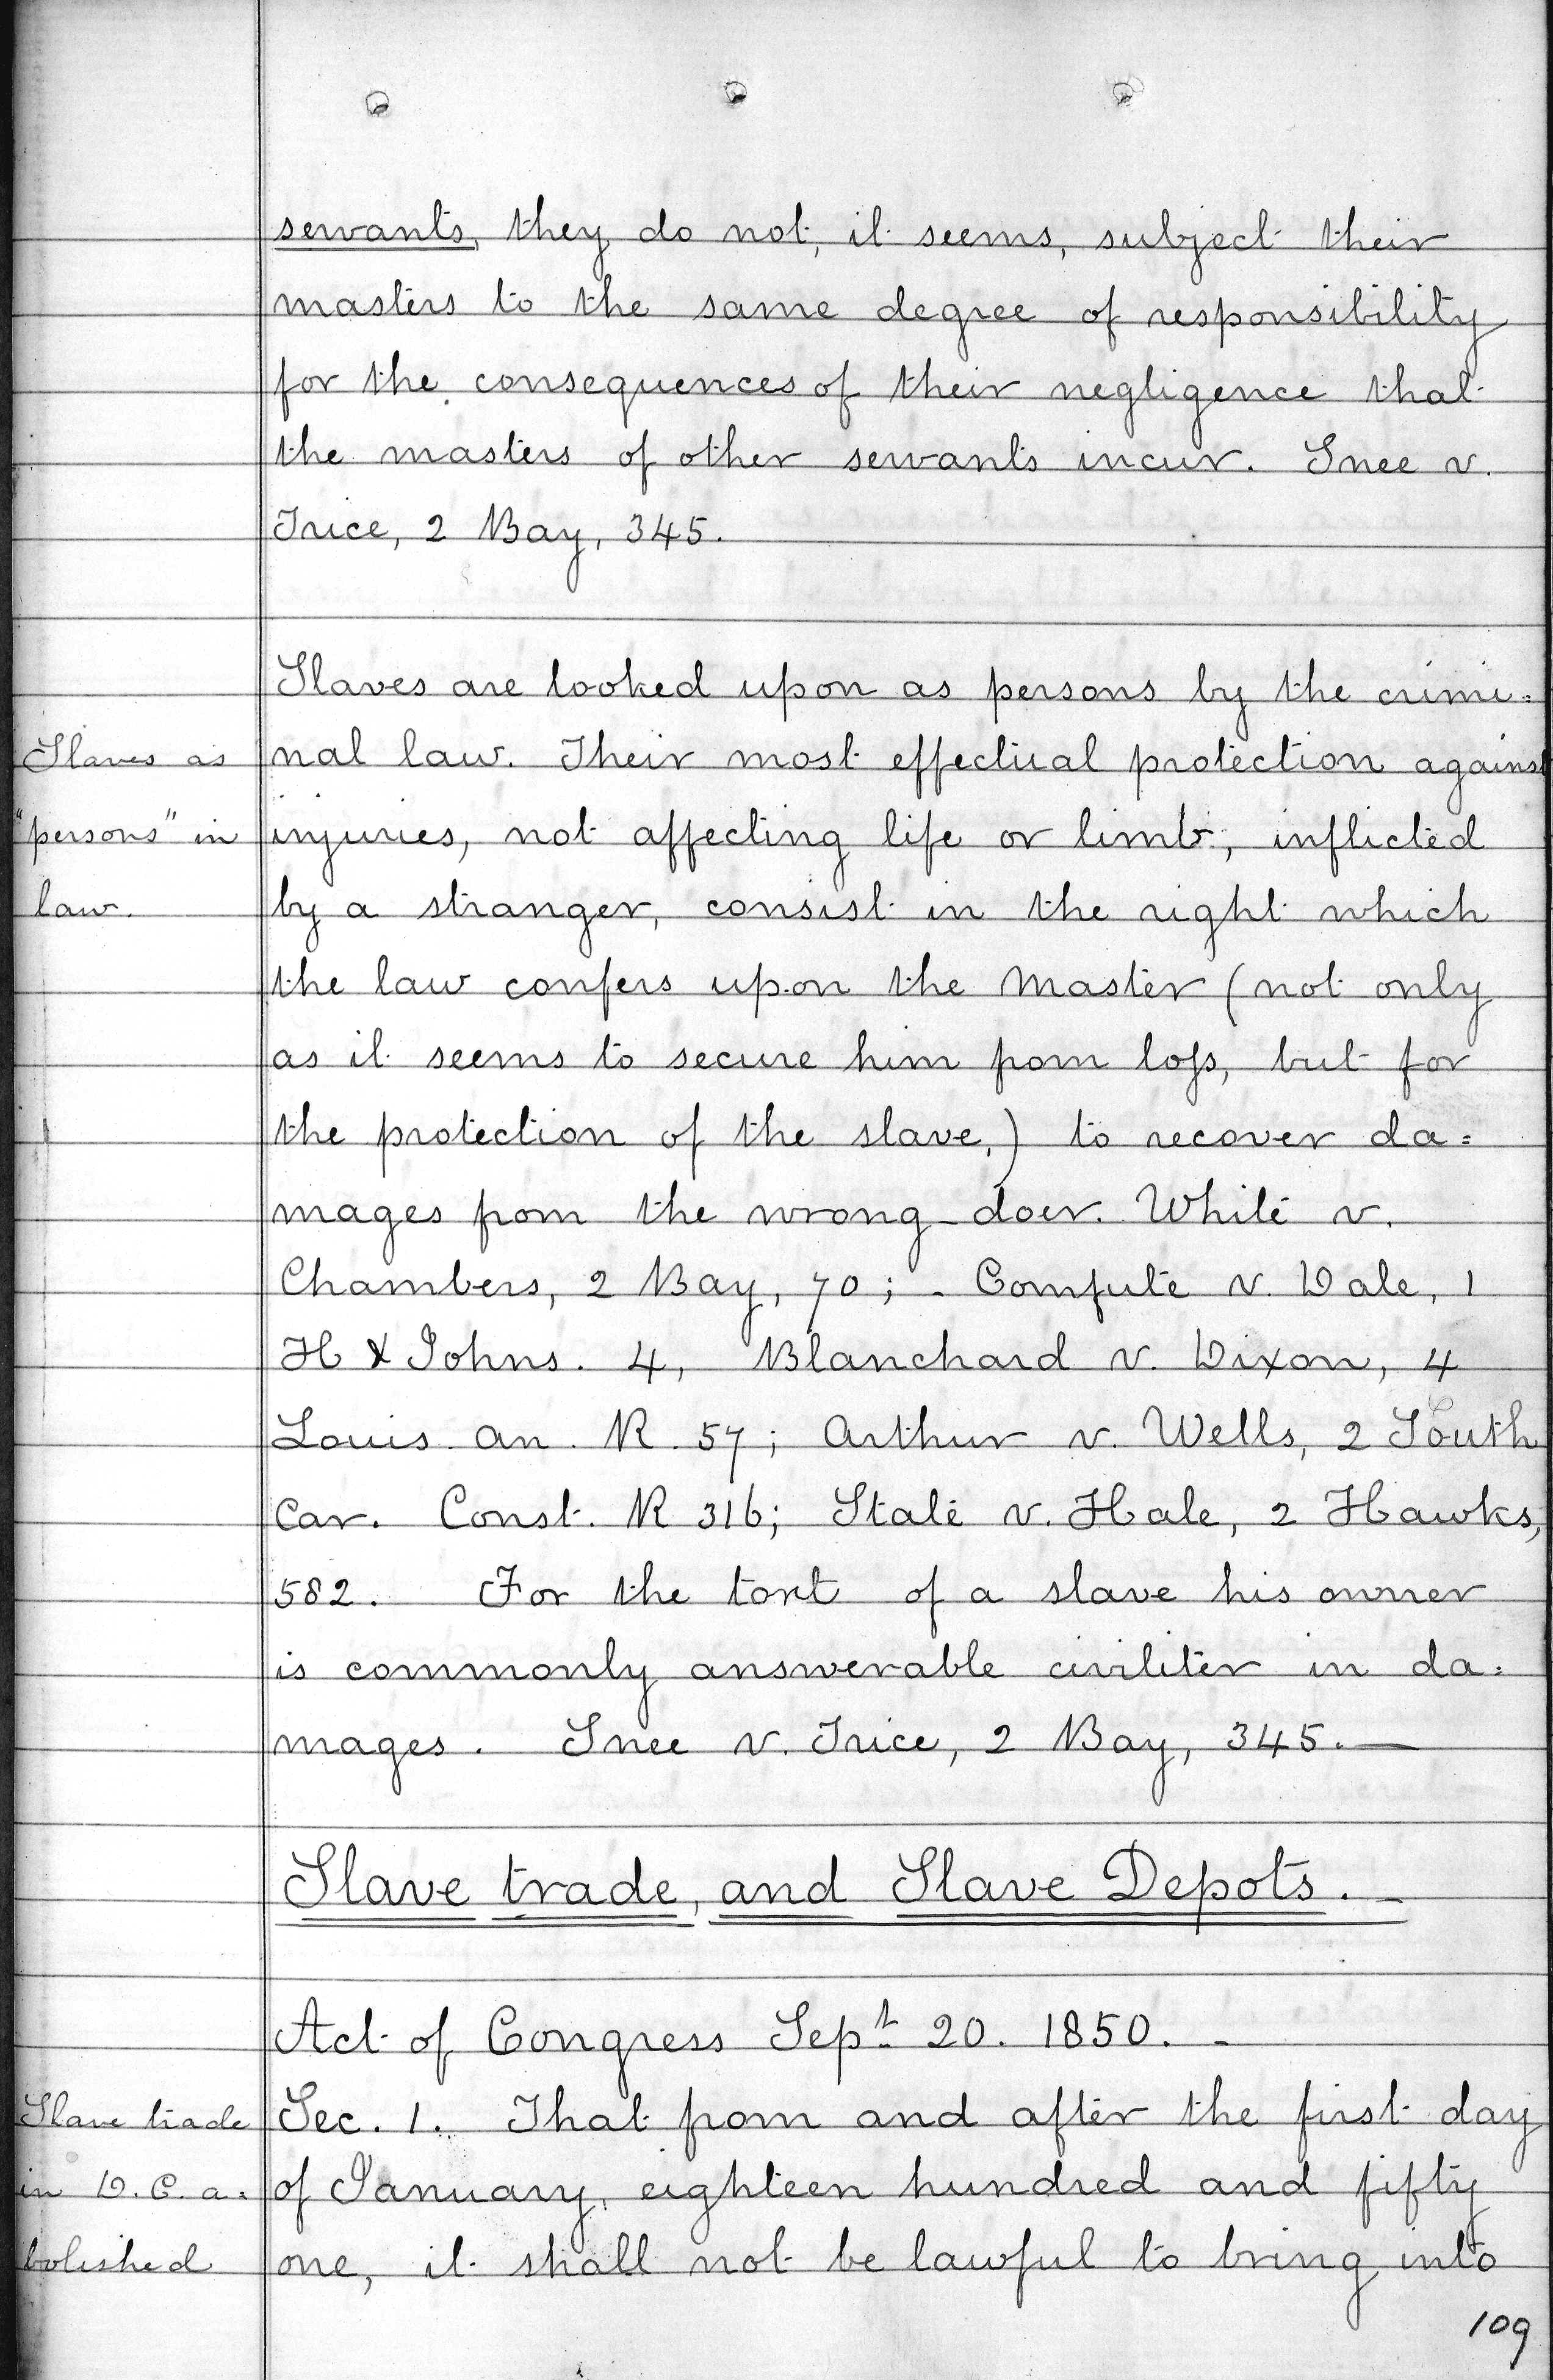 servants, they do not, it seems, subject their
masters to the same degree of responsibility
for the consequences of their negligence that
the masters of other servants incur. Snee v.
Trice, 2 Bay, 345.
Slaves are looked upon as persons by the crimi=
Slaves as
nal law. Their most effectual protection against
"persons" in
injuries, not affecting life or limb, inflicted
law.
by a stranger, consist in the right which
the law confers upon the Master (not only
as it seems to secure him from loss, but for
the protection of the slave,) to recover da=
mages from the wrong-doer. White v.
Chambers, 2 Bay, 70; - Compute v. Dale, 1
H & Johns. 4, Blanchard v. Dixon, 4
Louis. An. R. 57; Arthur v. Wells, 2 South
Car. Const. R 316; State v. Hale, 2 Hawks,
582. For the tort of a slave his owner
is commonly answerable civiliter in da=
mages. Snee v. Trice, 2 Bay, 345. —
Slave trade, and Slave Depots. -
Act of Congress Sept 20. 1850. -
Slave trade
Sec. 1. That from and after the first day
in D.C. a=
of January, eighteen hundred and fifty
bolished
one, it shall not be lawful to bring into
109